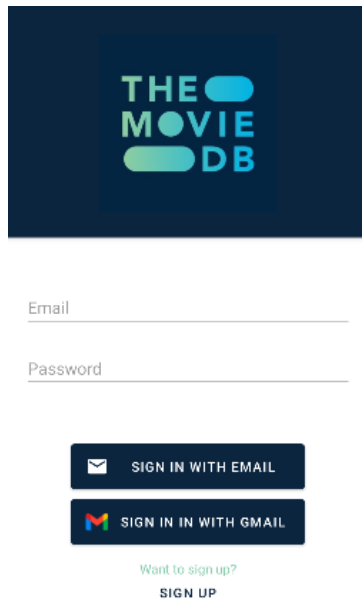 THE
MOVIE
DB
Email
Password
SIGN IN WITH EMAIL
SIGN IN IN WITH GMAIL
Want to sign up?
SIGN UP